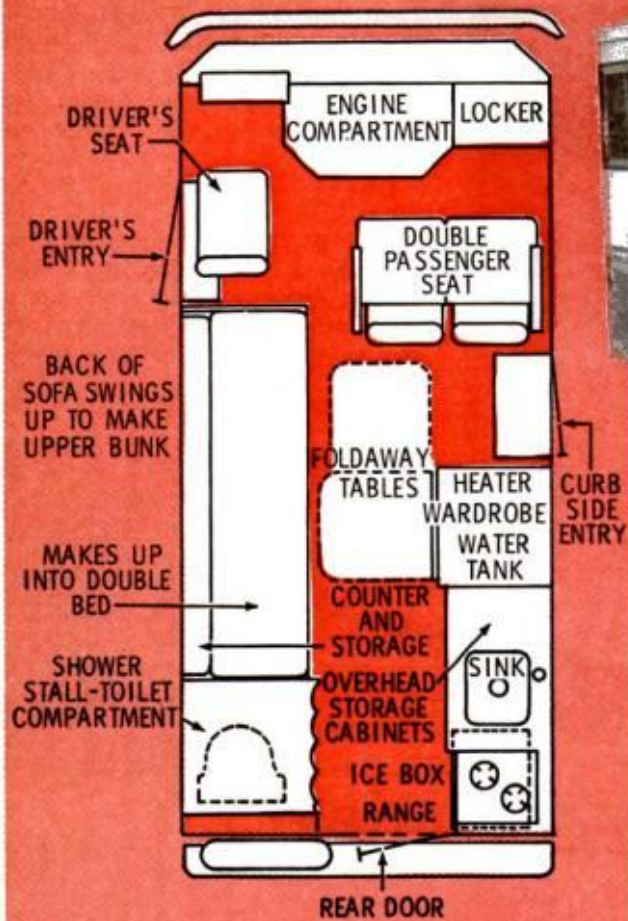 ENGINE
COMPARTMENT
LOCKER
DRIVER'S
SEAT
DRIVER'S
ENTRY
DOUBLE
PASSENGER
SEAT
BACK OF
SOFA SWINGS
UP TO MAKE
UPPER BUNK
FOLDAWAY
TABLES
HEATER
WARDROBE
WATER
TANK
CURB
SIDE
ENTRY
MAKES UP
INTO DOUBLE
BED
COUNTER
AND
STORAGE
SHOWER
STALL-TOILET
COMPARTMENT
OVERHEAD
STORAGE
CABINETS
SINK
ICE BOX
RANGE
REAR DOOR